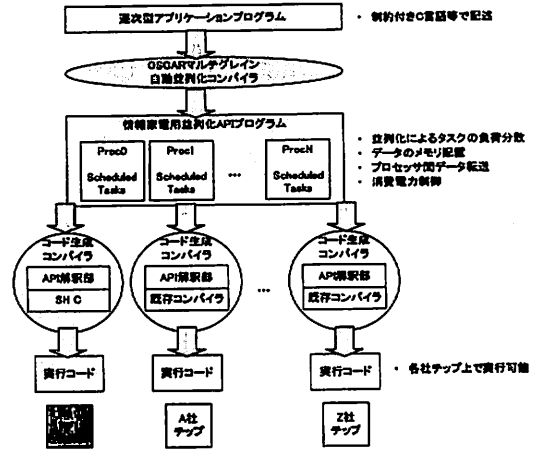 逐次型アプリケーションプログラム
・ 制約付きC言語等で記述
OSCARマルチグレイン
自動並列化コンパイラ
情報家電用並列化APIプログラム
Proc0
Scheduled
Tasks
Proc1
Scheduled
Tasks
…
ProcN
Scheduled
Tasks
・ 並列化によるタスクの負荷分散
・ データのメモリ配置
・ プロセッサ間データ転送
・ 消費電力制御
コード生成
コンパイラ
API解釈部
SH C
コード生成
コンパイラ
API解釈部
既存コンパイラ
…
コード生成
コンパイラ
API解釈部
既存コンパイラ
実行コード
実行コード
実行コード
・ 各社チップ上で実行可能
A社
チップ
Z社
チップ